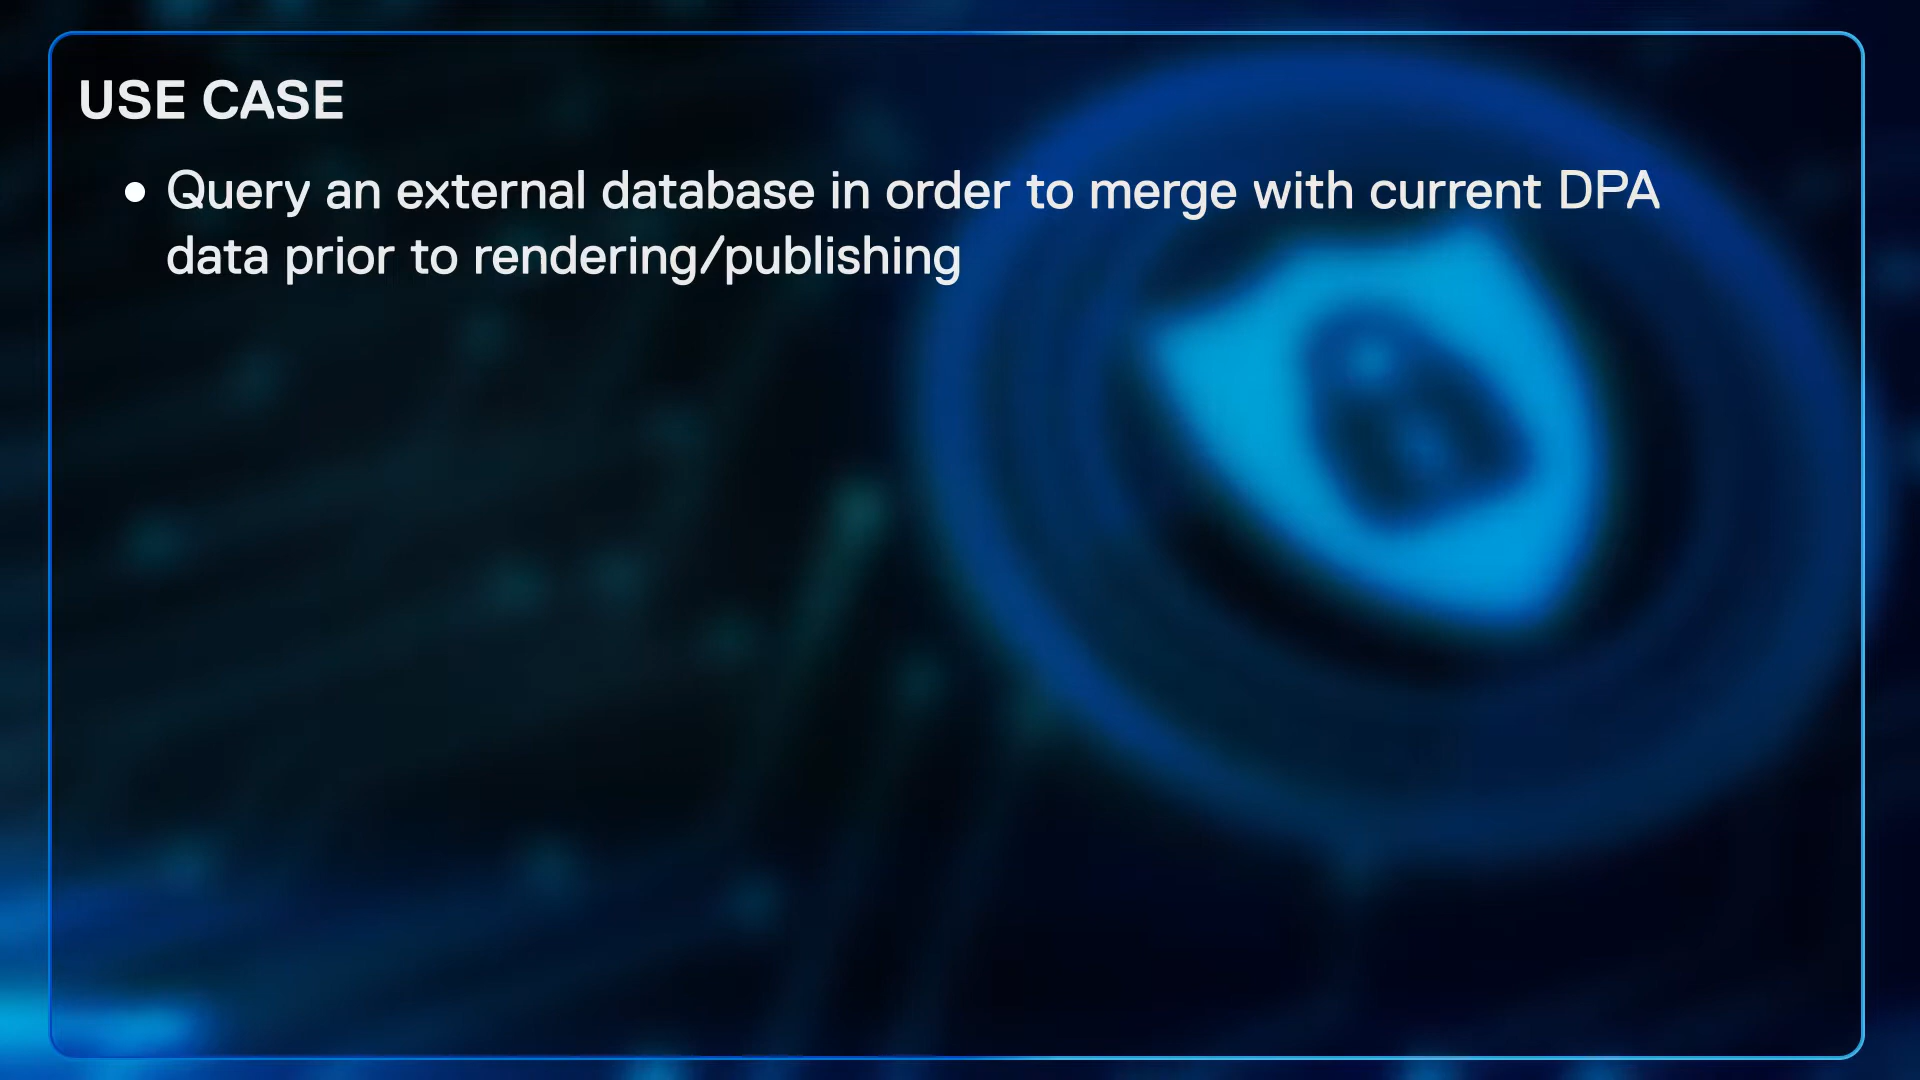 USE CASE
• Query an external database in order to merge with current DPA
data prior to rendering/publishing